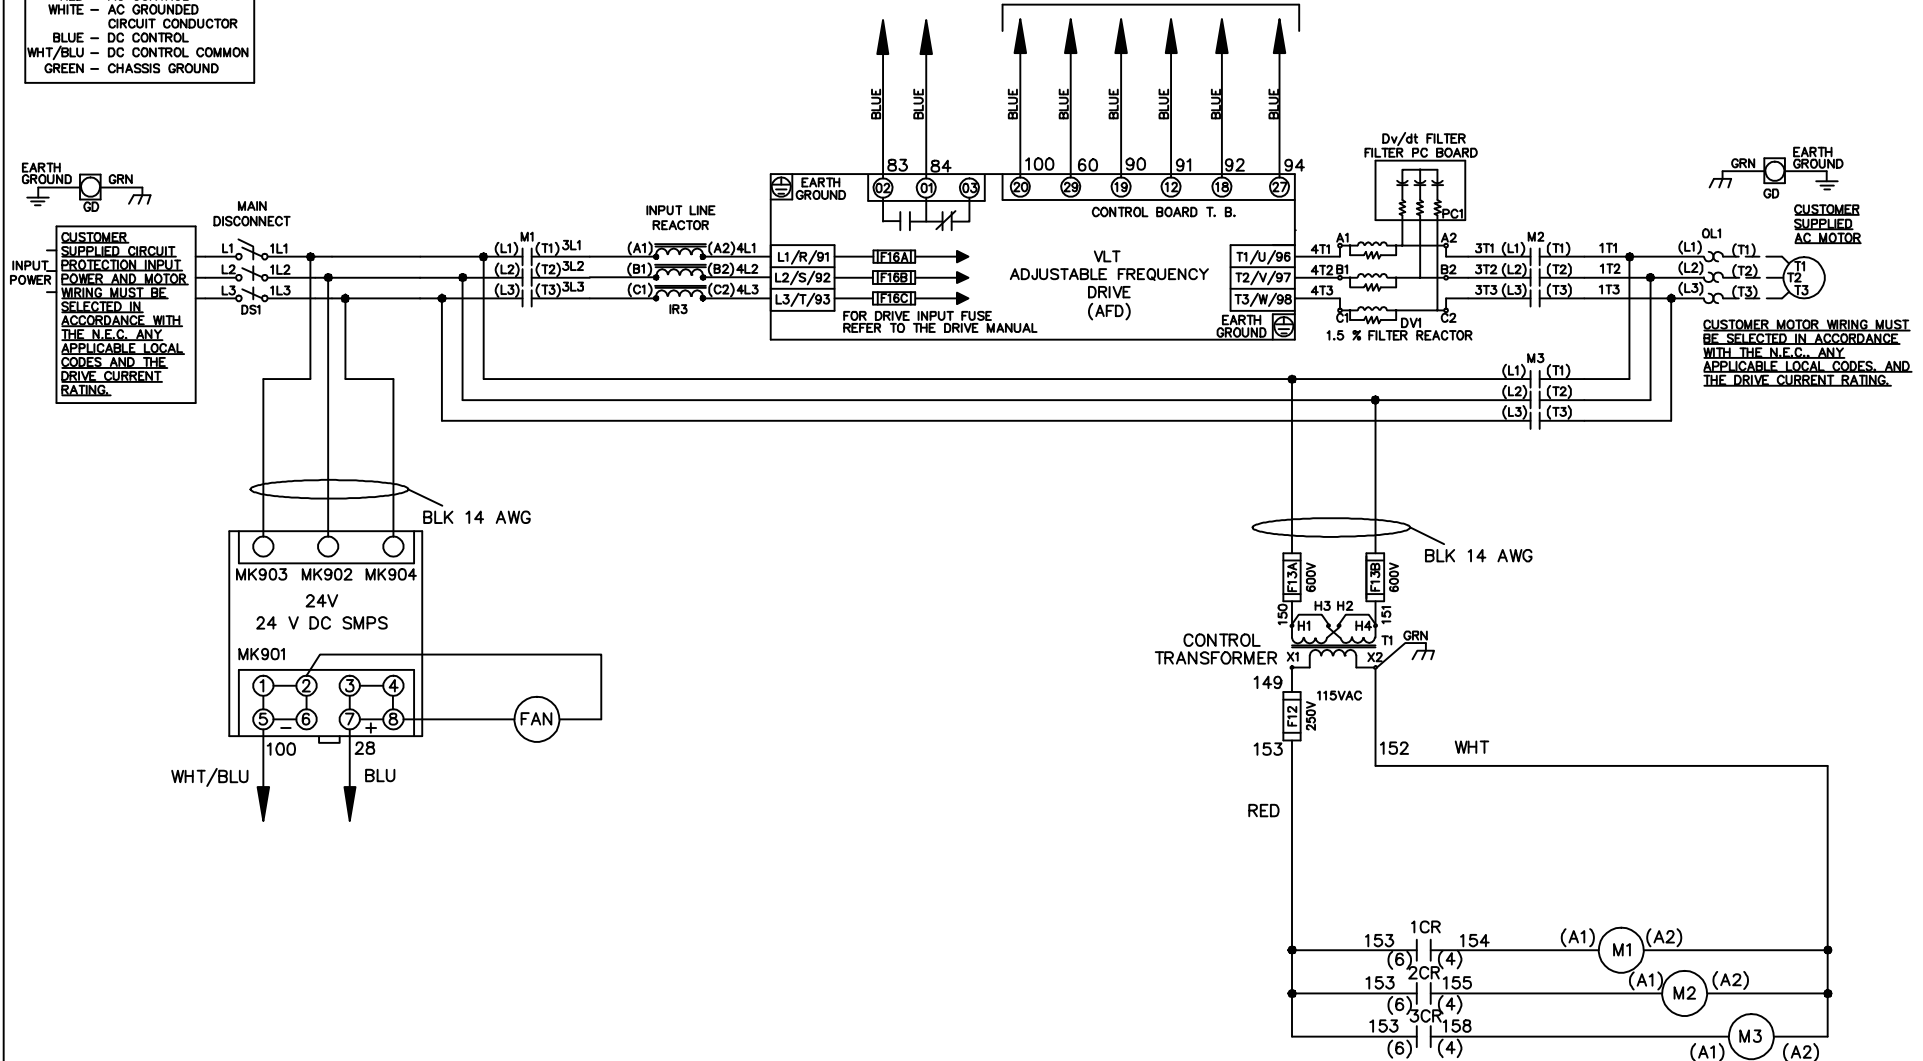 WHITE – AC GROUNDED
CIRCUIT CONDUCTOR
BLUE – DC CONTROL
WHT/BLU – DC CONTROL COMMON
GREEN – CHASSIS GROUND
BLUE
BLUE
BLUE
BLUE
BLUE
BLUE
BLUE
BLUE
83
84
100
60
90
91
92
94
02
01
03
20
29
19
12
18
27
EARTH
GROUND
CONTROL BOARD T. B.
Dv/dt FILTER
FILTER PC BOARD
PC1
EARTH
GROUND
GRN
GD
GRN
EARTH
GROUND
GD
CUSTOMER
SUPPLIED
AC MOTOR
INPUT
POWER
CUSTOMER
SUPPLIED CIRCUIT
PROTECTION INPUT
POWER AND MOTOR
WIRING MUST BE
SELECTED IN
ACCORDANCE WITH
THE N.E.C. ANY
APPLICABLE LOCAL
CODES AND THE
DRIVE CURRENT
RATING.
MAIN
DISCONNECT
L1 1L1
L2 1L2
L3 1L3
DS1
M1
(L1) (T1) 3L1
(L2) (T2) 3L2
(L3) (T3) 3L3
INPUT LINE
REACTOR
(A1) (A2) 4L1
(B1) (B2) 4L2
(C1) (C2) 4L3
IR3
L1/R/91
L2/S/92
L3/T/93
F16A
F16B
F16C
FOR DRIVE INPUT FUSE
REFER TO THE DRIVE MANUAL
VLT
ADJUSTABLE FREQUENCY
DRIVE
(AFD)
T1/U/96
T2/V/97
T3/W/98
EARTH
GROUND
4T1 A1 A2
4T2 B1 B2
4T3 C1 C2
DV1
1.5 % FILTER REACTOR
M2
3T1 (L1) (T1) 1T1
3T2 (L2) (T2) 1T2
3T3 (L3) (T3) 1T3
OL1
(L1) (T1)
(L2) (T2)
(L3) (T3)
T1
T2
T3
CUSTOMER MOTOR WIRING MUST
BE SELECTED IN ACCORDANCE
WITH THE N.E.C., ANY
APPLICABLE LOCAL CODES, AND
THE DRIVE CURRENT RATING.
M3
(L1) (T1)
(L2) (T2)
(L3) (T3)
BLK 14 AWG
MK903 MK902 MK904
24V
24 V DC SMPS
MK901
1 2 3 4
5 – 6 7 + 8
FAN
100
28
WHT/BLU
BLU
BLK 14 AWG
F13A
600V
F13B
600V
150
151
H3 H2
H1
H4
CONTROL
TRANSFORMER
T1
GRN
X1
X2
149
115VAC
F12
250V
153
152
WHT
RED
1CR
153 154 (A1) M1 (A2)
(6) (4)
2CR
153 155 (A1) M2 (A2)
(6) (4)
3CR
153 158 M3
(6) (4) (A1) (A2)